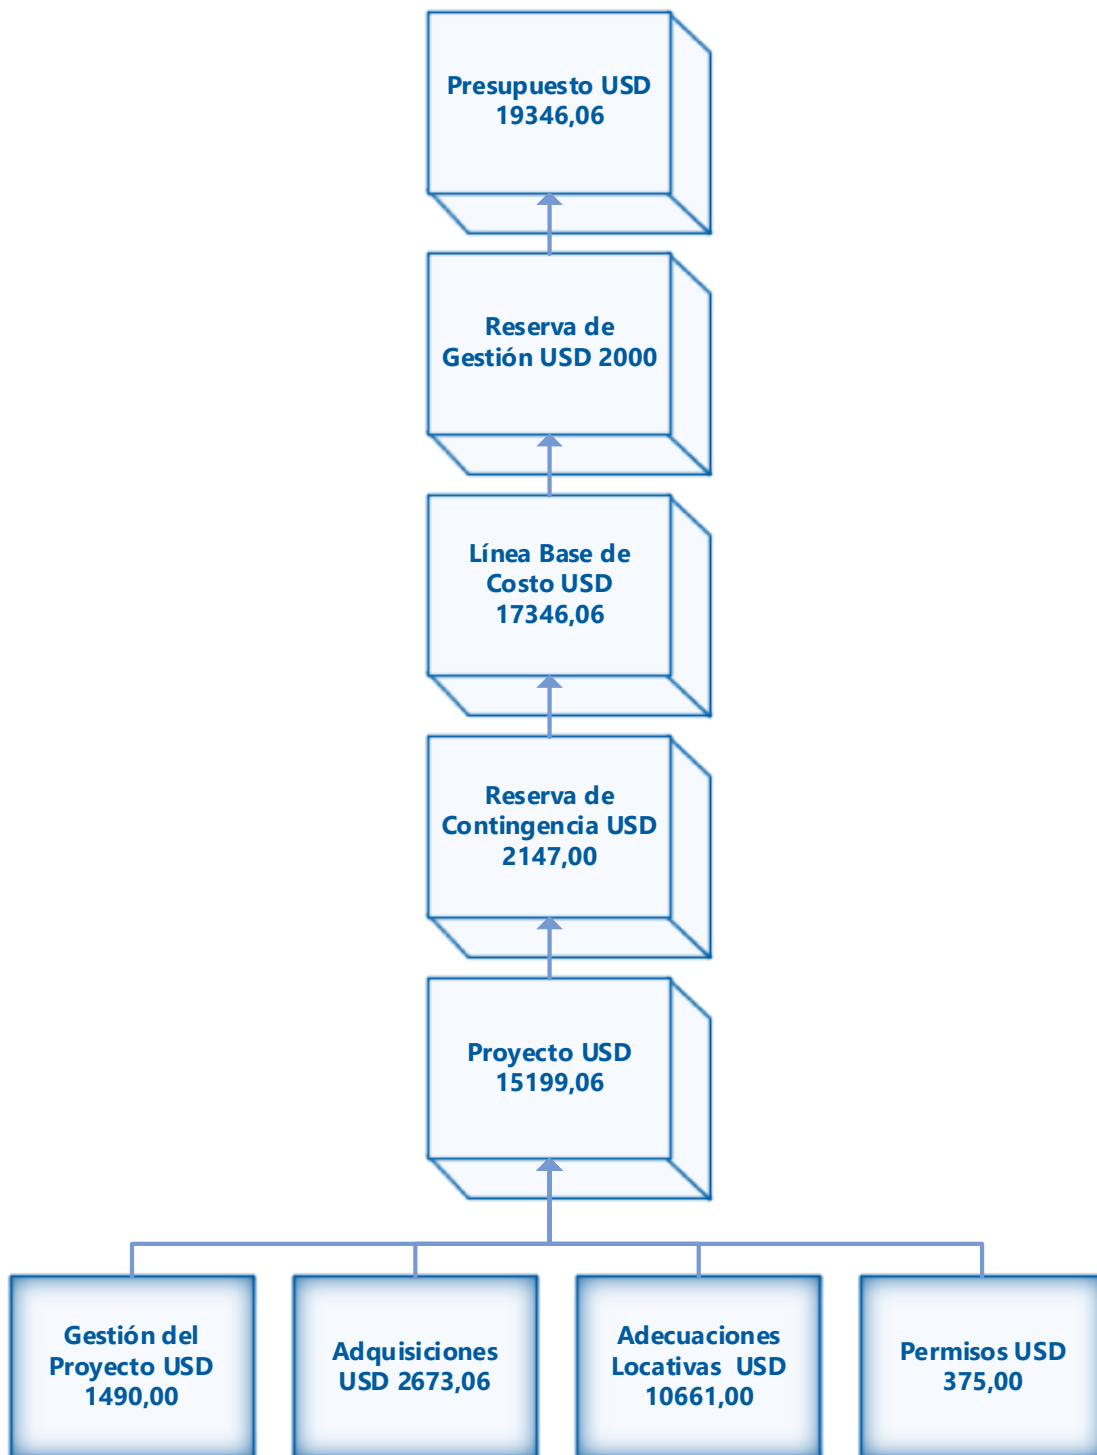 Presupuesto USD
19346,06
Reserva de
Gestión USD 2000
Línea Base de
Costo USD
17346,06
Reserva de
Contingencia USD
2147,00
Proyecto USD
15199,06
Gestión del
Proyecto USD
1490,00
Adquisiciones
USD 2673,06
Adecuaciones
Locativas  USD
10661,00
Permisos USD
375,00